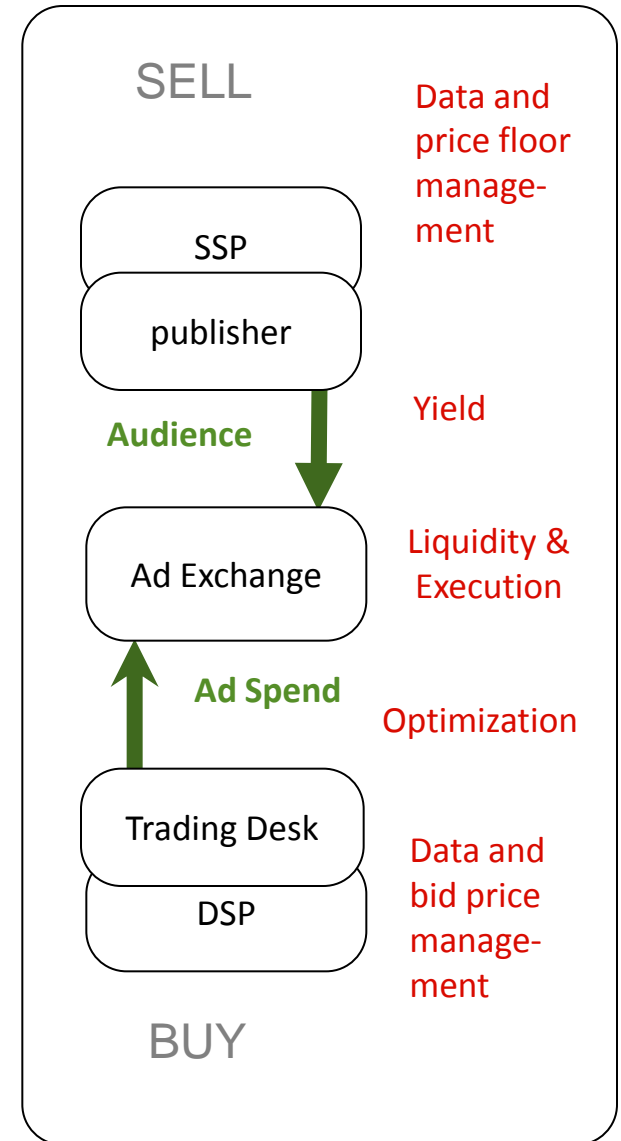 SELL
Data and
price floor
manage-
ment
SSP
publisher
Yield
Audience
Liquidity &
Execution
Ad Exchange
Ad Spend
Optimization
Trading Desk
Data and
bid price
manage-
ment
DSP
BUY